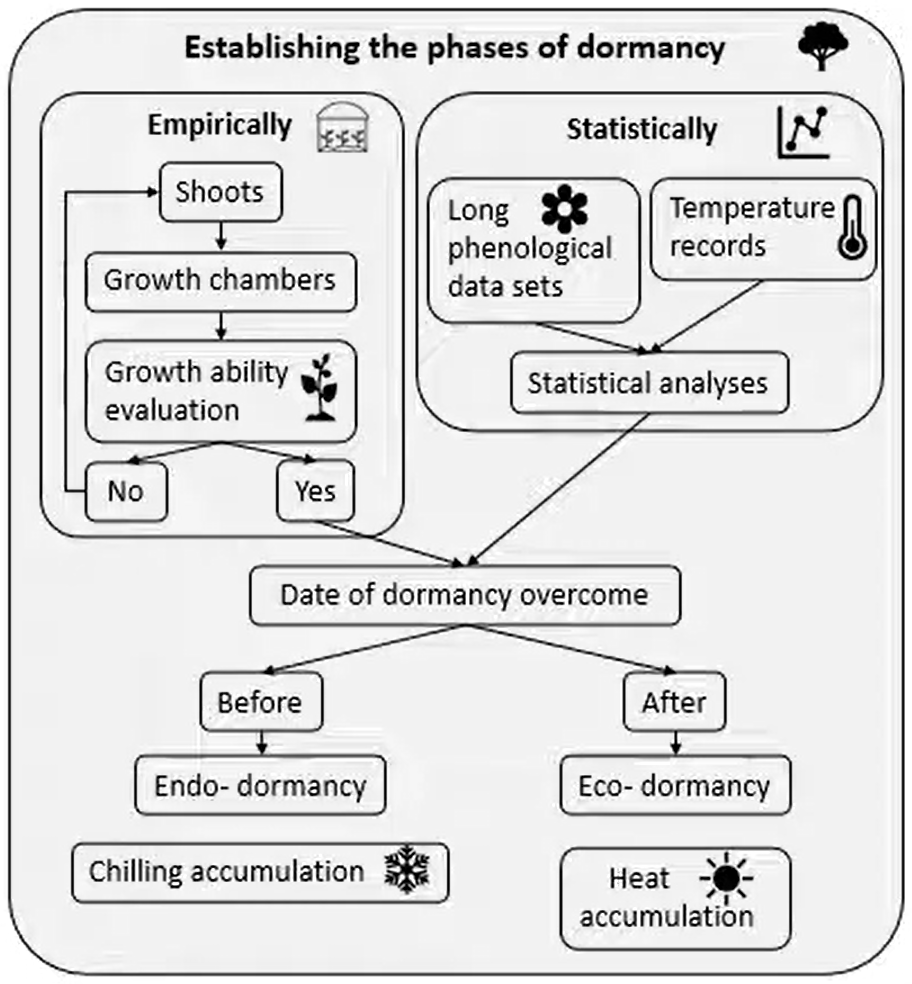 Establishing the phases of dormancy
Empirically
Shoots
Growth chambers
Growth ability
evaluation
No
Yes
Statistically
Long
phenological
data sets
Temperature
records
Statistical analyses
Date of dormancy overcome
Before
After
Endo- dormancy
Eco- dormancy
Chilling accumulation
Heat
accumulation